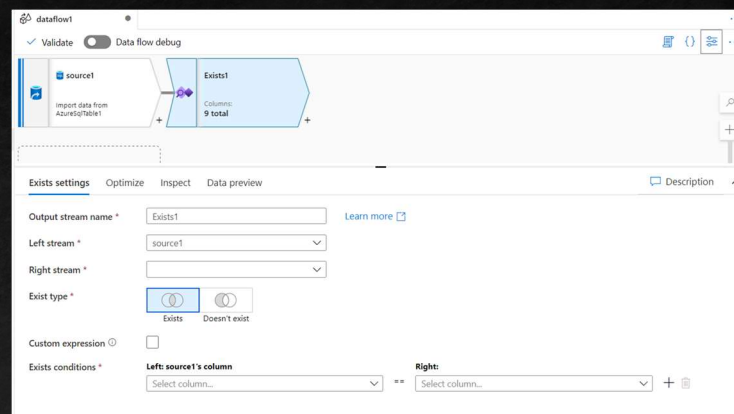 dataflow1
Validate Data flow debug
source1
Import data from
AzureSqlTable1
Exists1
Columns:
9 total
Exists settings Optimize Inspect Data preview Description
Output stream name * Exists1 Learn more
Left stream * source1
Right stream *
Exist type *
Exists Doesn't exist
Custom expression
Exists conditions * Left: source1's column Right:
Select column... == Select column...